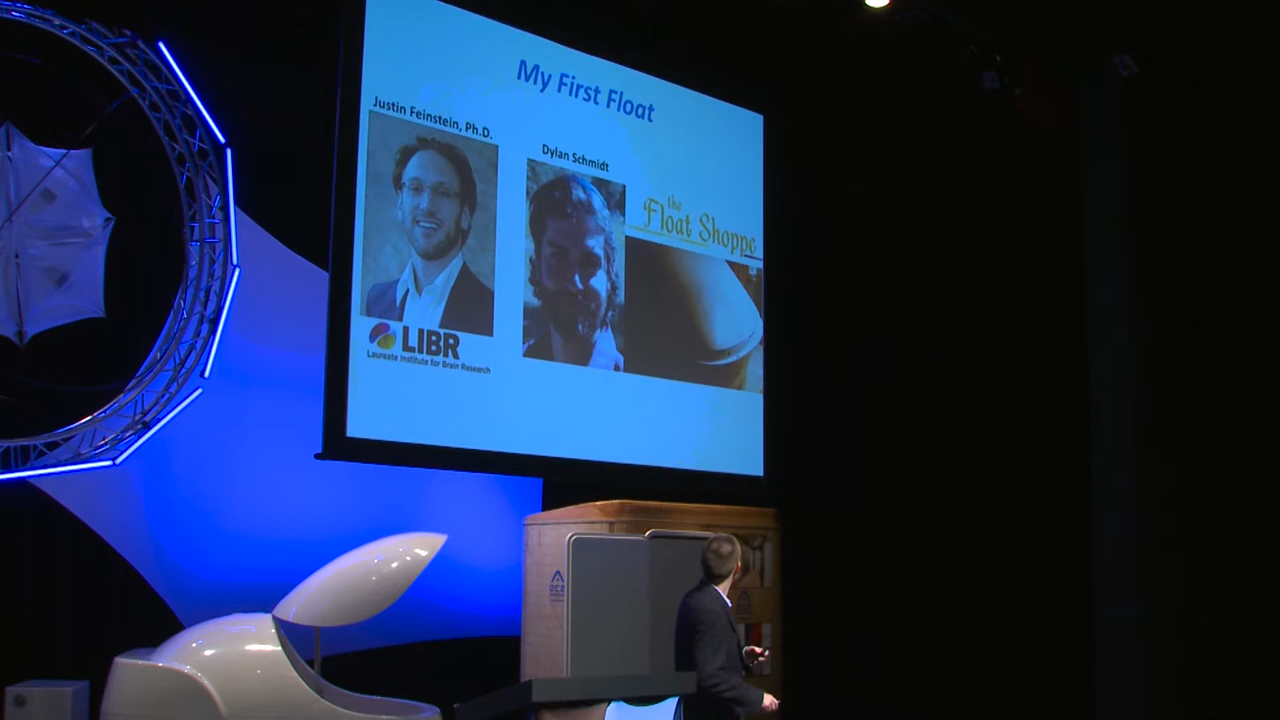 My First Float
Justin Feinstein, Ph.D.
Dylan Schmidt
the
Float Shoppe
LIBR
Laureate Institute for Brain Research